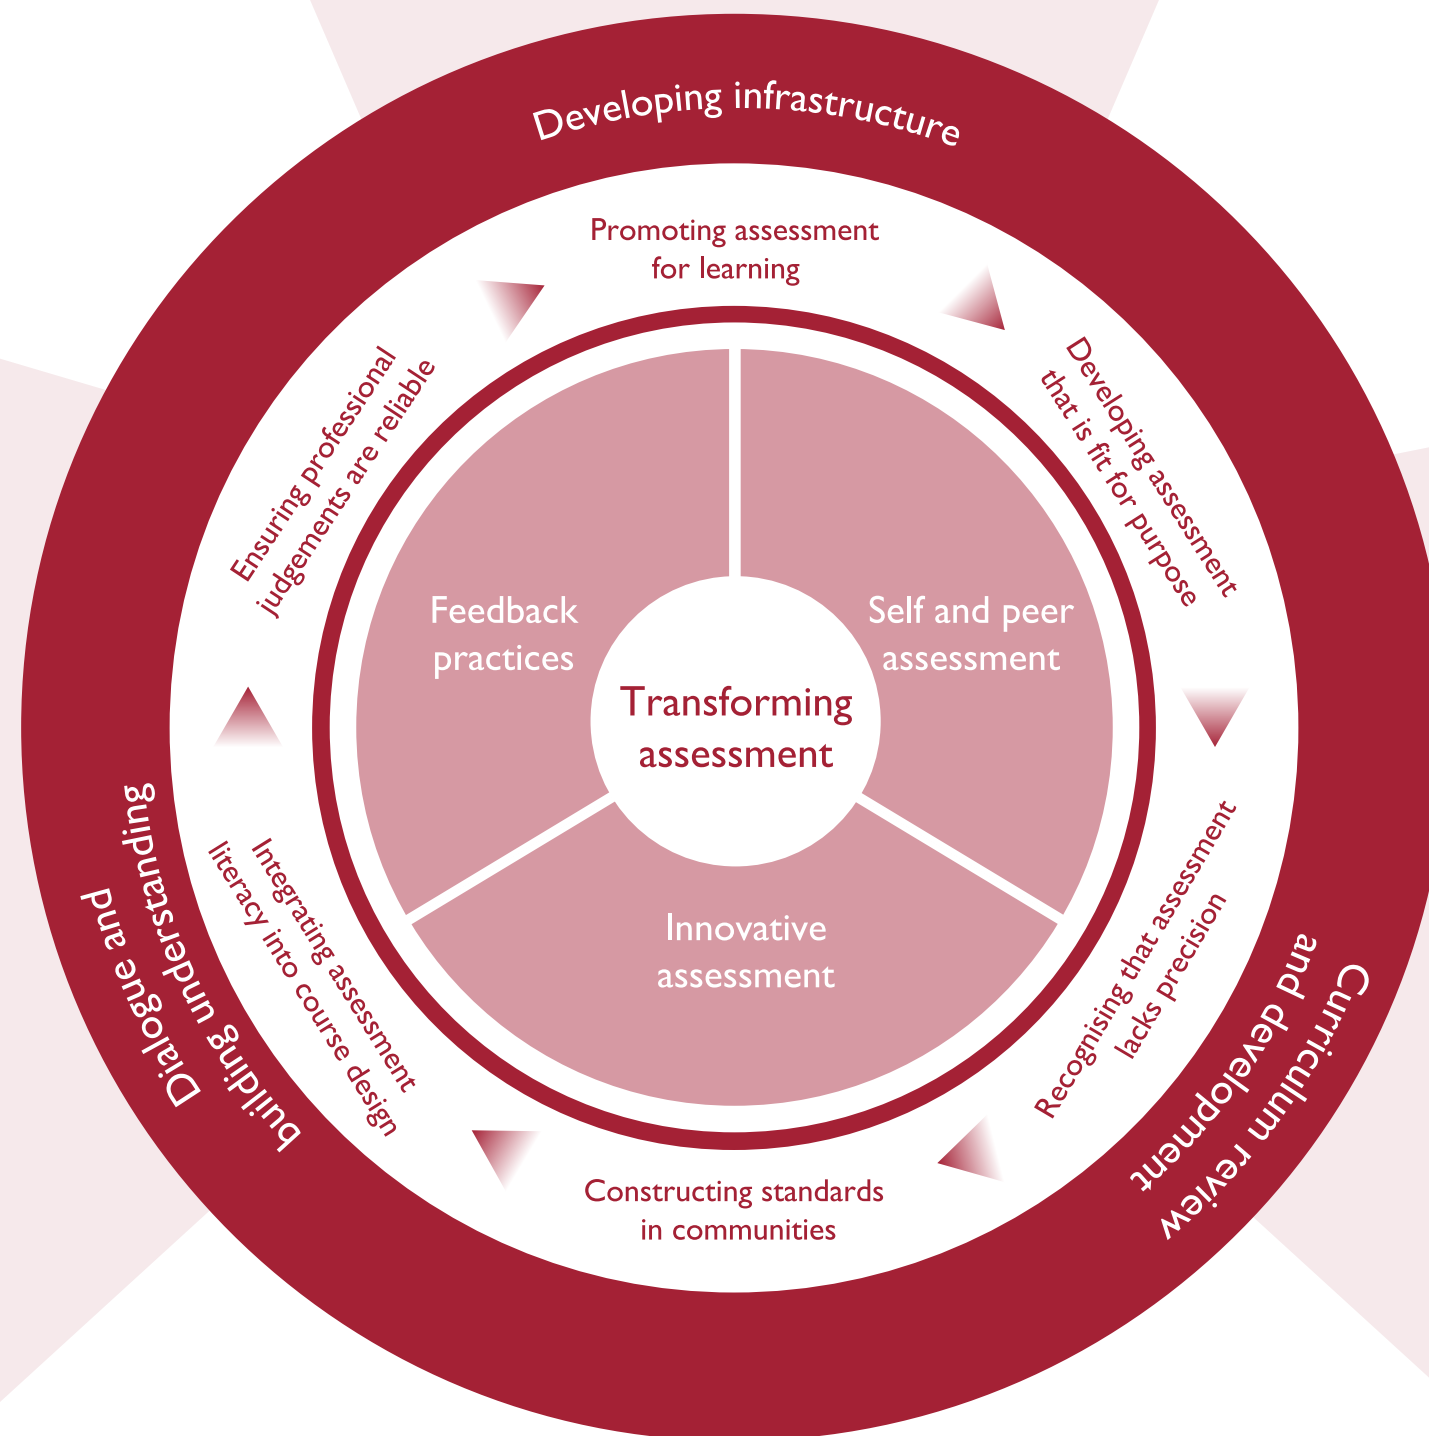 Developing infrastructure
Promoting assessment
for learning
Developing assessment
that is fit for purpose
Recognising that assessment
lacks precision
Constructing standards
in communities
Integrating assessment
literacy into course design
Ensuring professional
judgements are reliable
Feedback
practices
Self and peer
assessment
Transforming
assessment
Innovative
assessment
Curriculum review
and development
Dialogue and
building understanding